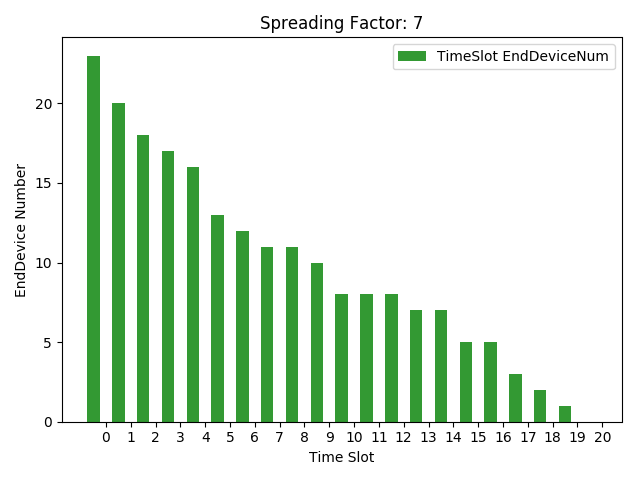 Spreading Factor: 7
TimeSlot EndDeviceNum
EndDevice Number
20
15
10
5
0
0 1 2 3 4 5 6 7 8 9 10 11 12 13 14 15 16 17 18 19 20
Time Slot